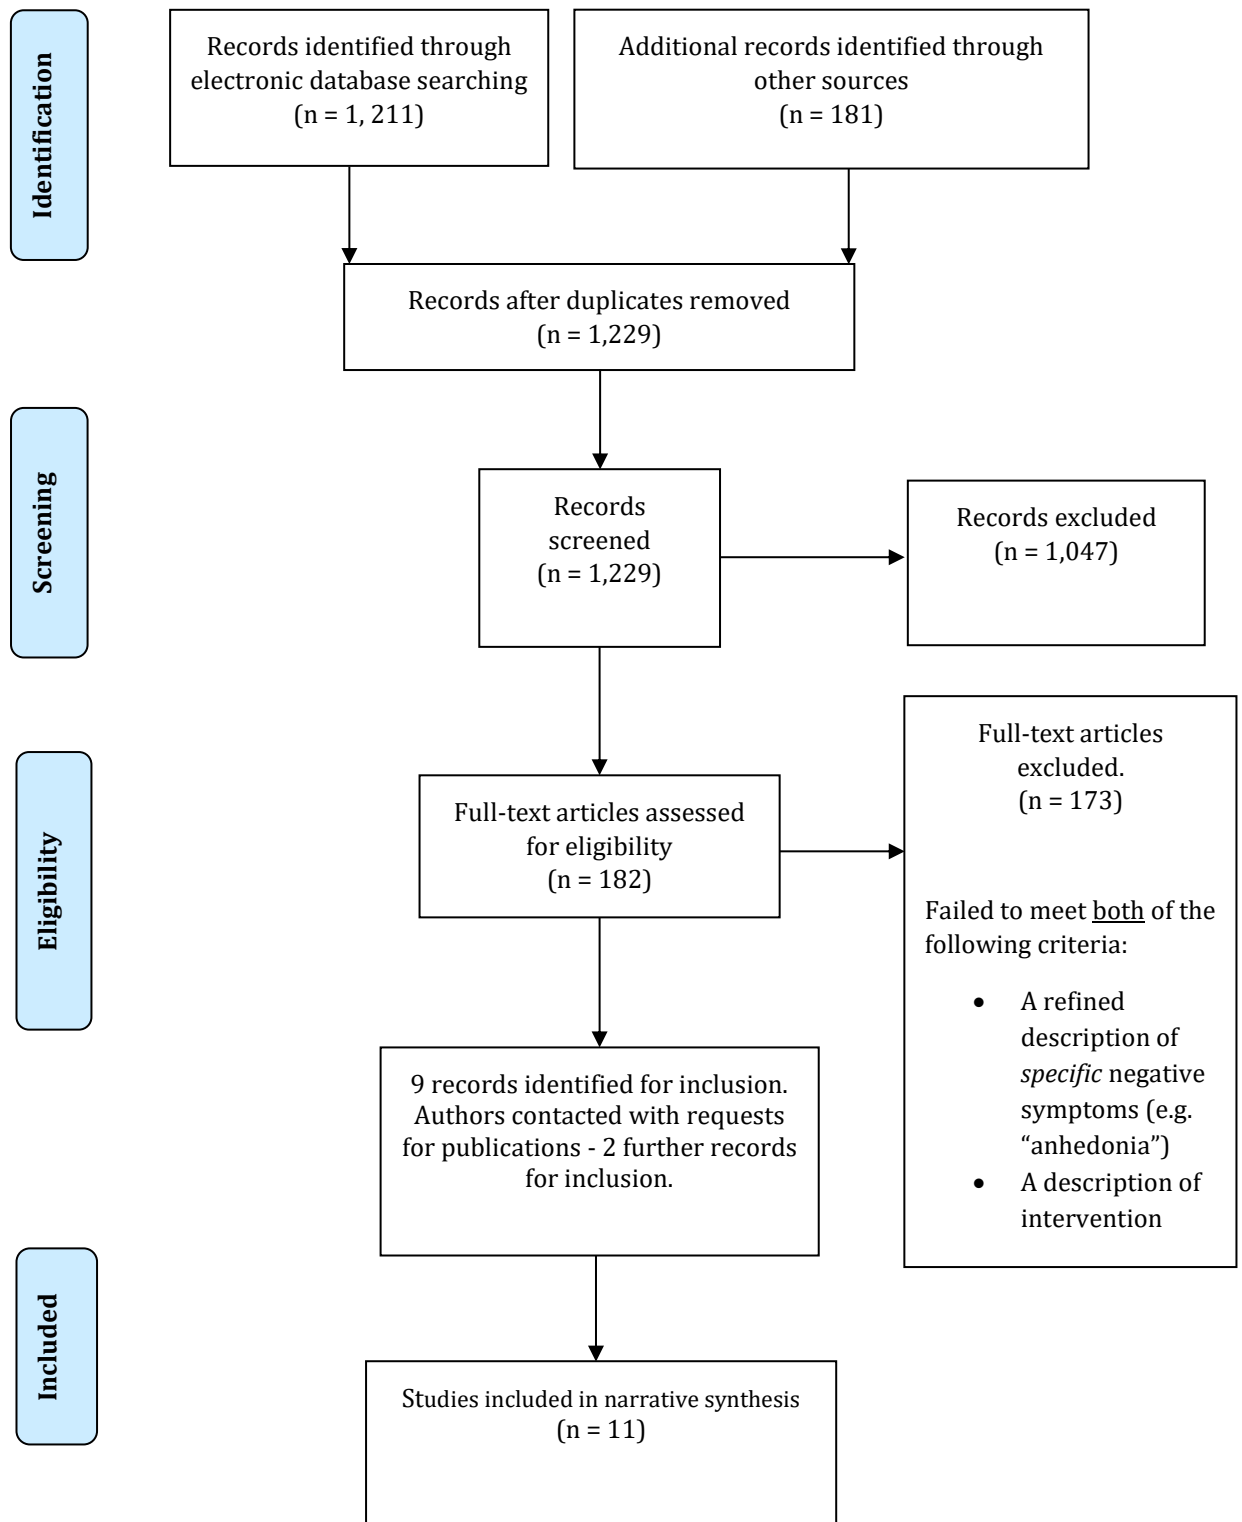 Identification
Records identified through
electronic database searching
(n = 1, 211)
Additional records identified through
other sources
(n = 181)
Records after duplicates removed
(n = 1,229)
Screening
Records
screened
(n = 1,229)
Records excluded
(n = 1,047)
Eligibility
Full-text articles assessed
for eligibility
(n = 182)
Full-text articles
excluded.
(n = 173)
Failed to meet both of the
following criteria:
• A refined
description of
specific negative
symptoms (e.g.
“anhedonia”)
• A description of
intervention
9 records identified for inclusion.
Authors contacted with requests
for publications - 2 further records
for inclusion.
Included
Studies included in narrative synthesis
(n = 11)